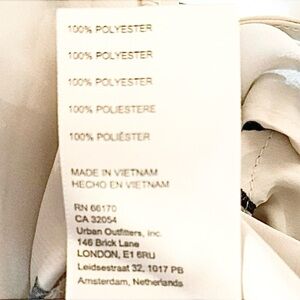 100% POLYESTER
100% POLYESTER
100% POLYESTER
100% POLIESTERE
100% POLIÉSTER
MADE IN VIETNAM
HECHO EN VIETNAM
RN 66170
CA 32054
Urban Outfitters, Inc.
146 Brick Lane
LONDON, E1 6RU
Leidsestraat 32, 1017 PB
Amsterdam, Netherlands